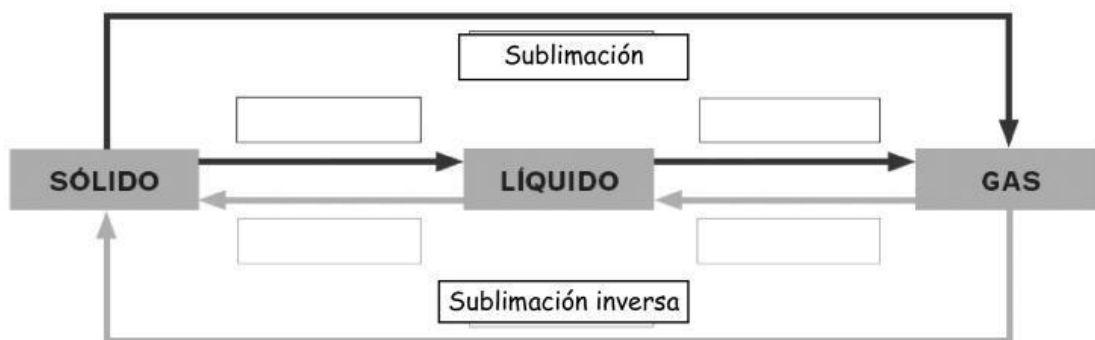 Sublimación
SÓLIDO
LÍQUIDO
GAS
Sublimación inversa